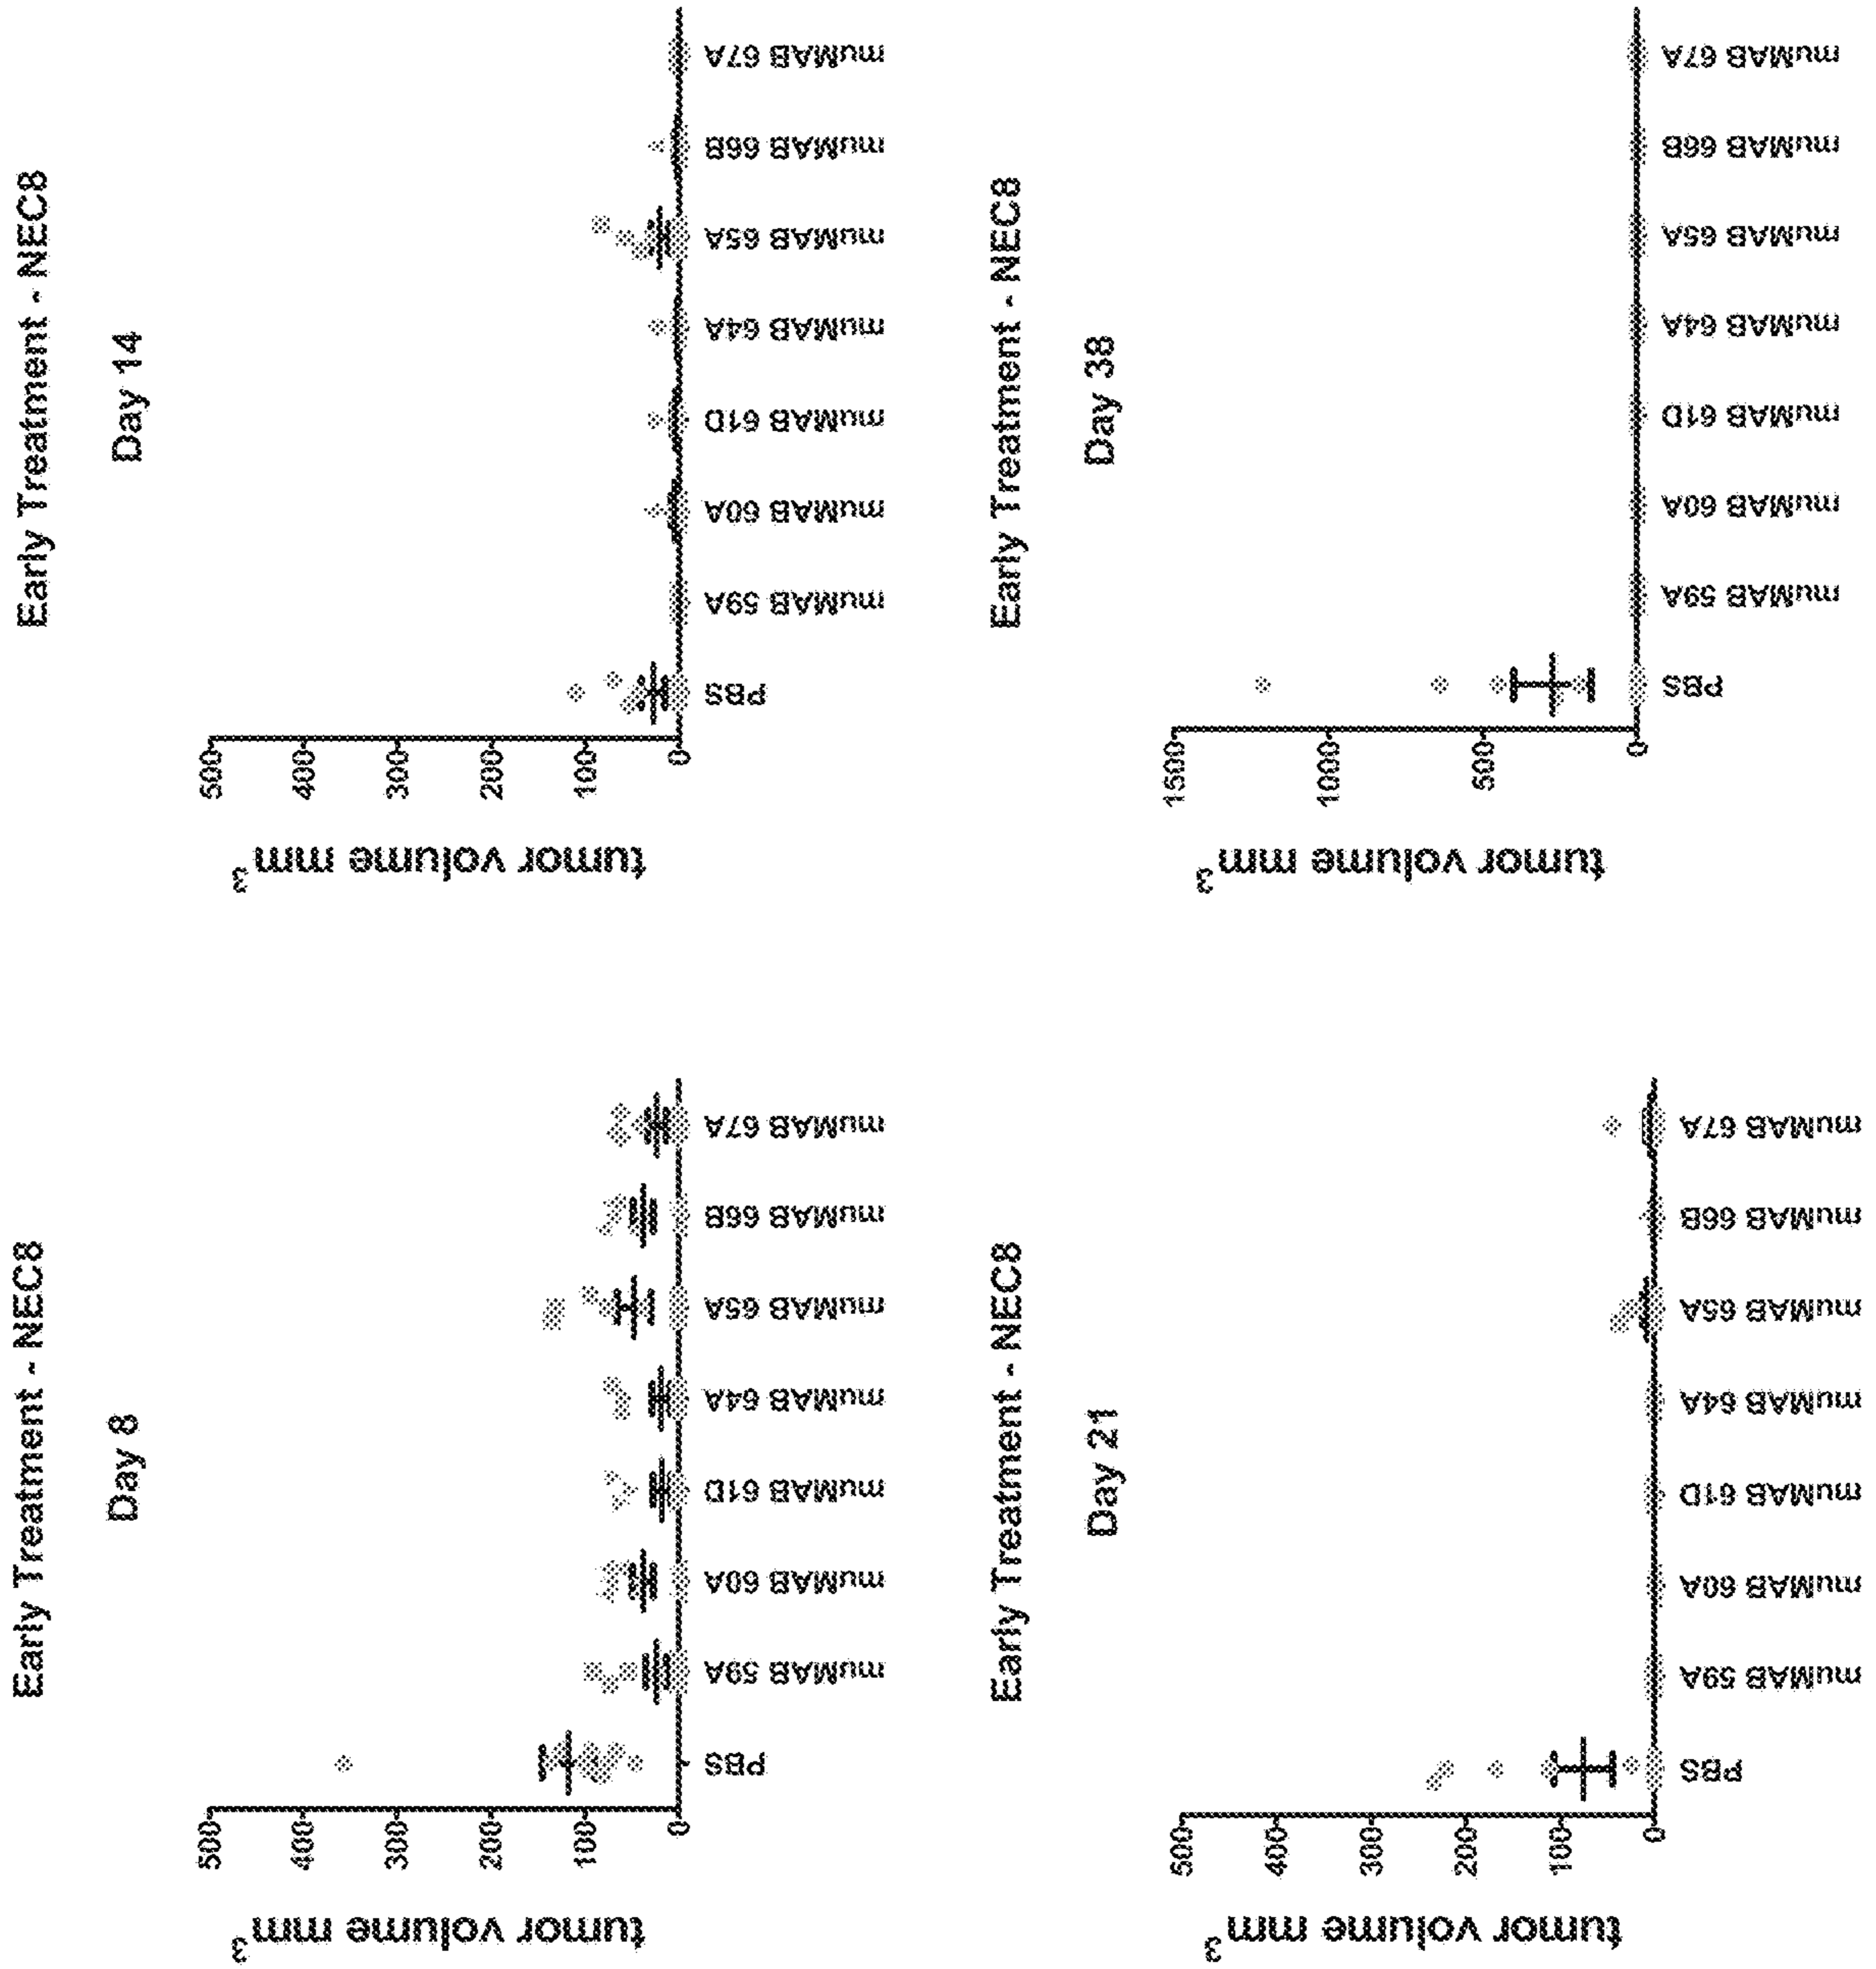 Early Treatment - NEC8
Day 8
tumor volume mm³
500
400
300
200
100
0
PBS
muMAB 59A
muMAB 60A
muMAB 61D
muMAB 64A
muMAB 65A
muMAB 66B
muMAB 67A
Early Treatment - NEC8
Day 14
tumor volume mm³
500
400
300
200
100
0
PBS
muMAB 59A
muMAB 60A
muMAB 61D
muMAB 64A
muMAB 65A
muMAB 66B
muMAB 67A
Early Treatment - NEC8
Day 21
tumor volume mm³
500
400
300
200
100
0
PBS
muMAB 59A
muMAB 60A
muMAB 61D
muMAB 64A
muMAB 65A
muMAB 66B
muMAB 67A
Early Treatment - NEC8
Day 38
tumor volume mm³
1500
1000
500
0
PBS
muMAB 59A
muMAB 60A
muMAB 61D
muMAB 64A
muMAB 65A
muMAB 66B
muMAB 67A